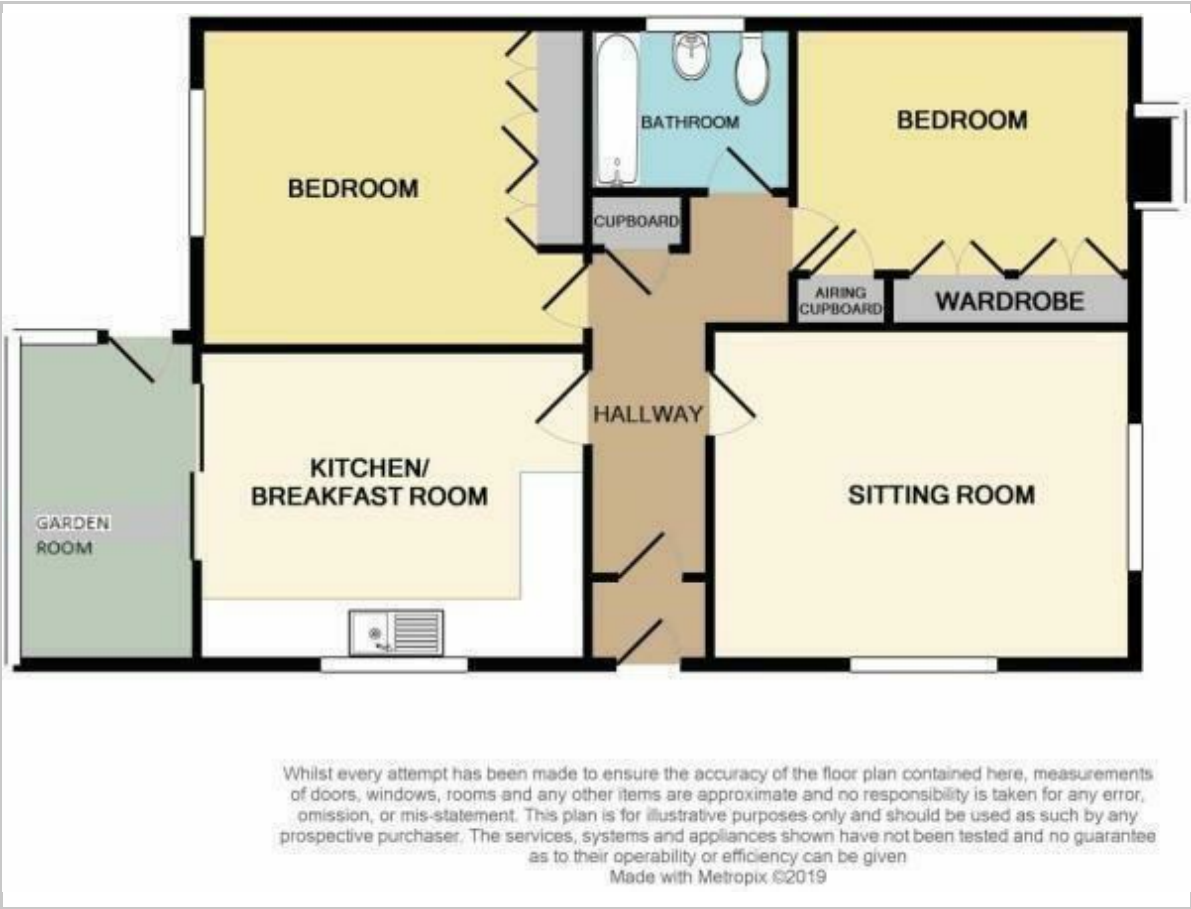 BEDROOM
BATHROOM
BEDROOM
CUPBOARD
AIRING
CUPBOARD
WARDROBE
HALLWAY
KITCHEN/
BREAKFAST ROOM
SITTING ROOM
GARDEN
ROOM
Whilst every attempt has been made to ensure the accuracy of the floor plan contained here, measurements
of doors, windows, rooms and any other items are approximate and no responsibility is taken for any error,
omission, or mis-statement. This plan is for illustrative purposes only and should be used as such by any
prospective purchaser. The services, systems and appliances shown have not been tested and no guarantee
as to their operability or efficiency can be given
Made with Metropix ©2019